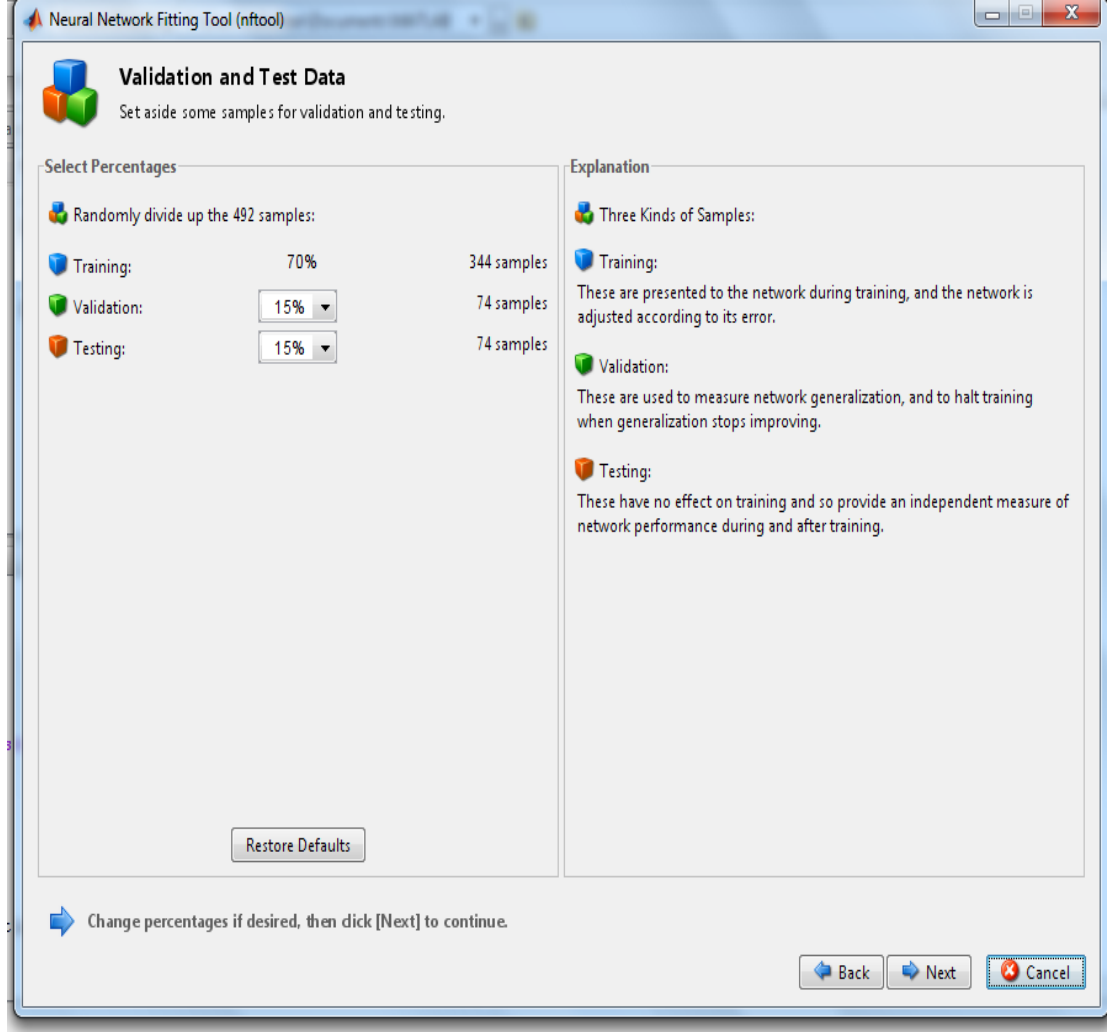 Neural Network Fitting Tool (nftool)
Validation and Test Data
Set aside some samples for validation and testing.
Select Percentages
Randomly divide up the 492 samples:
Training: 70% 344 samples
Validation: 15% 74 samples
Testing: 15% 74 samples
Restore Defaults
Explanation
Three Kinds of Samples:
Training:
These are presented to the network during training, and the network is
adjusted according to its error.
Validation:
These are used to measure network generalization, and to halt training
when generalization stops improving.
Testing:
These have no effect on training and so provide an independent measure of
network performance during and after training.
Change percentages if desired, then click [Next] to continue.
Back Next Cancel